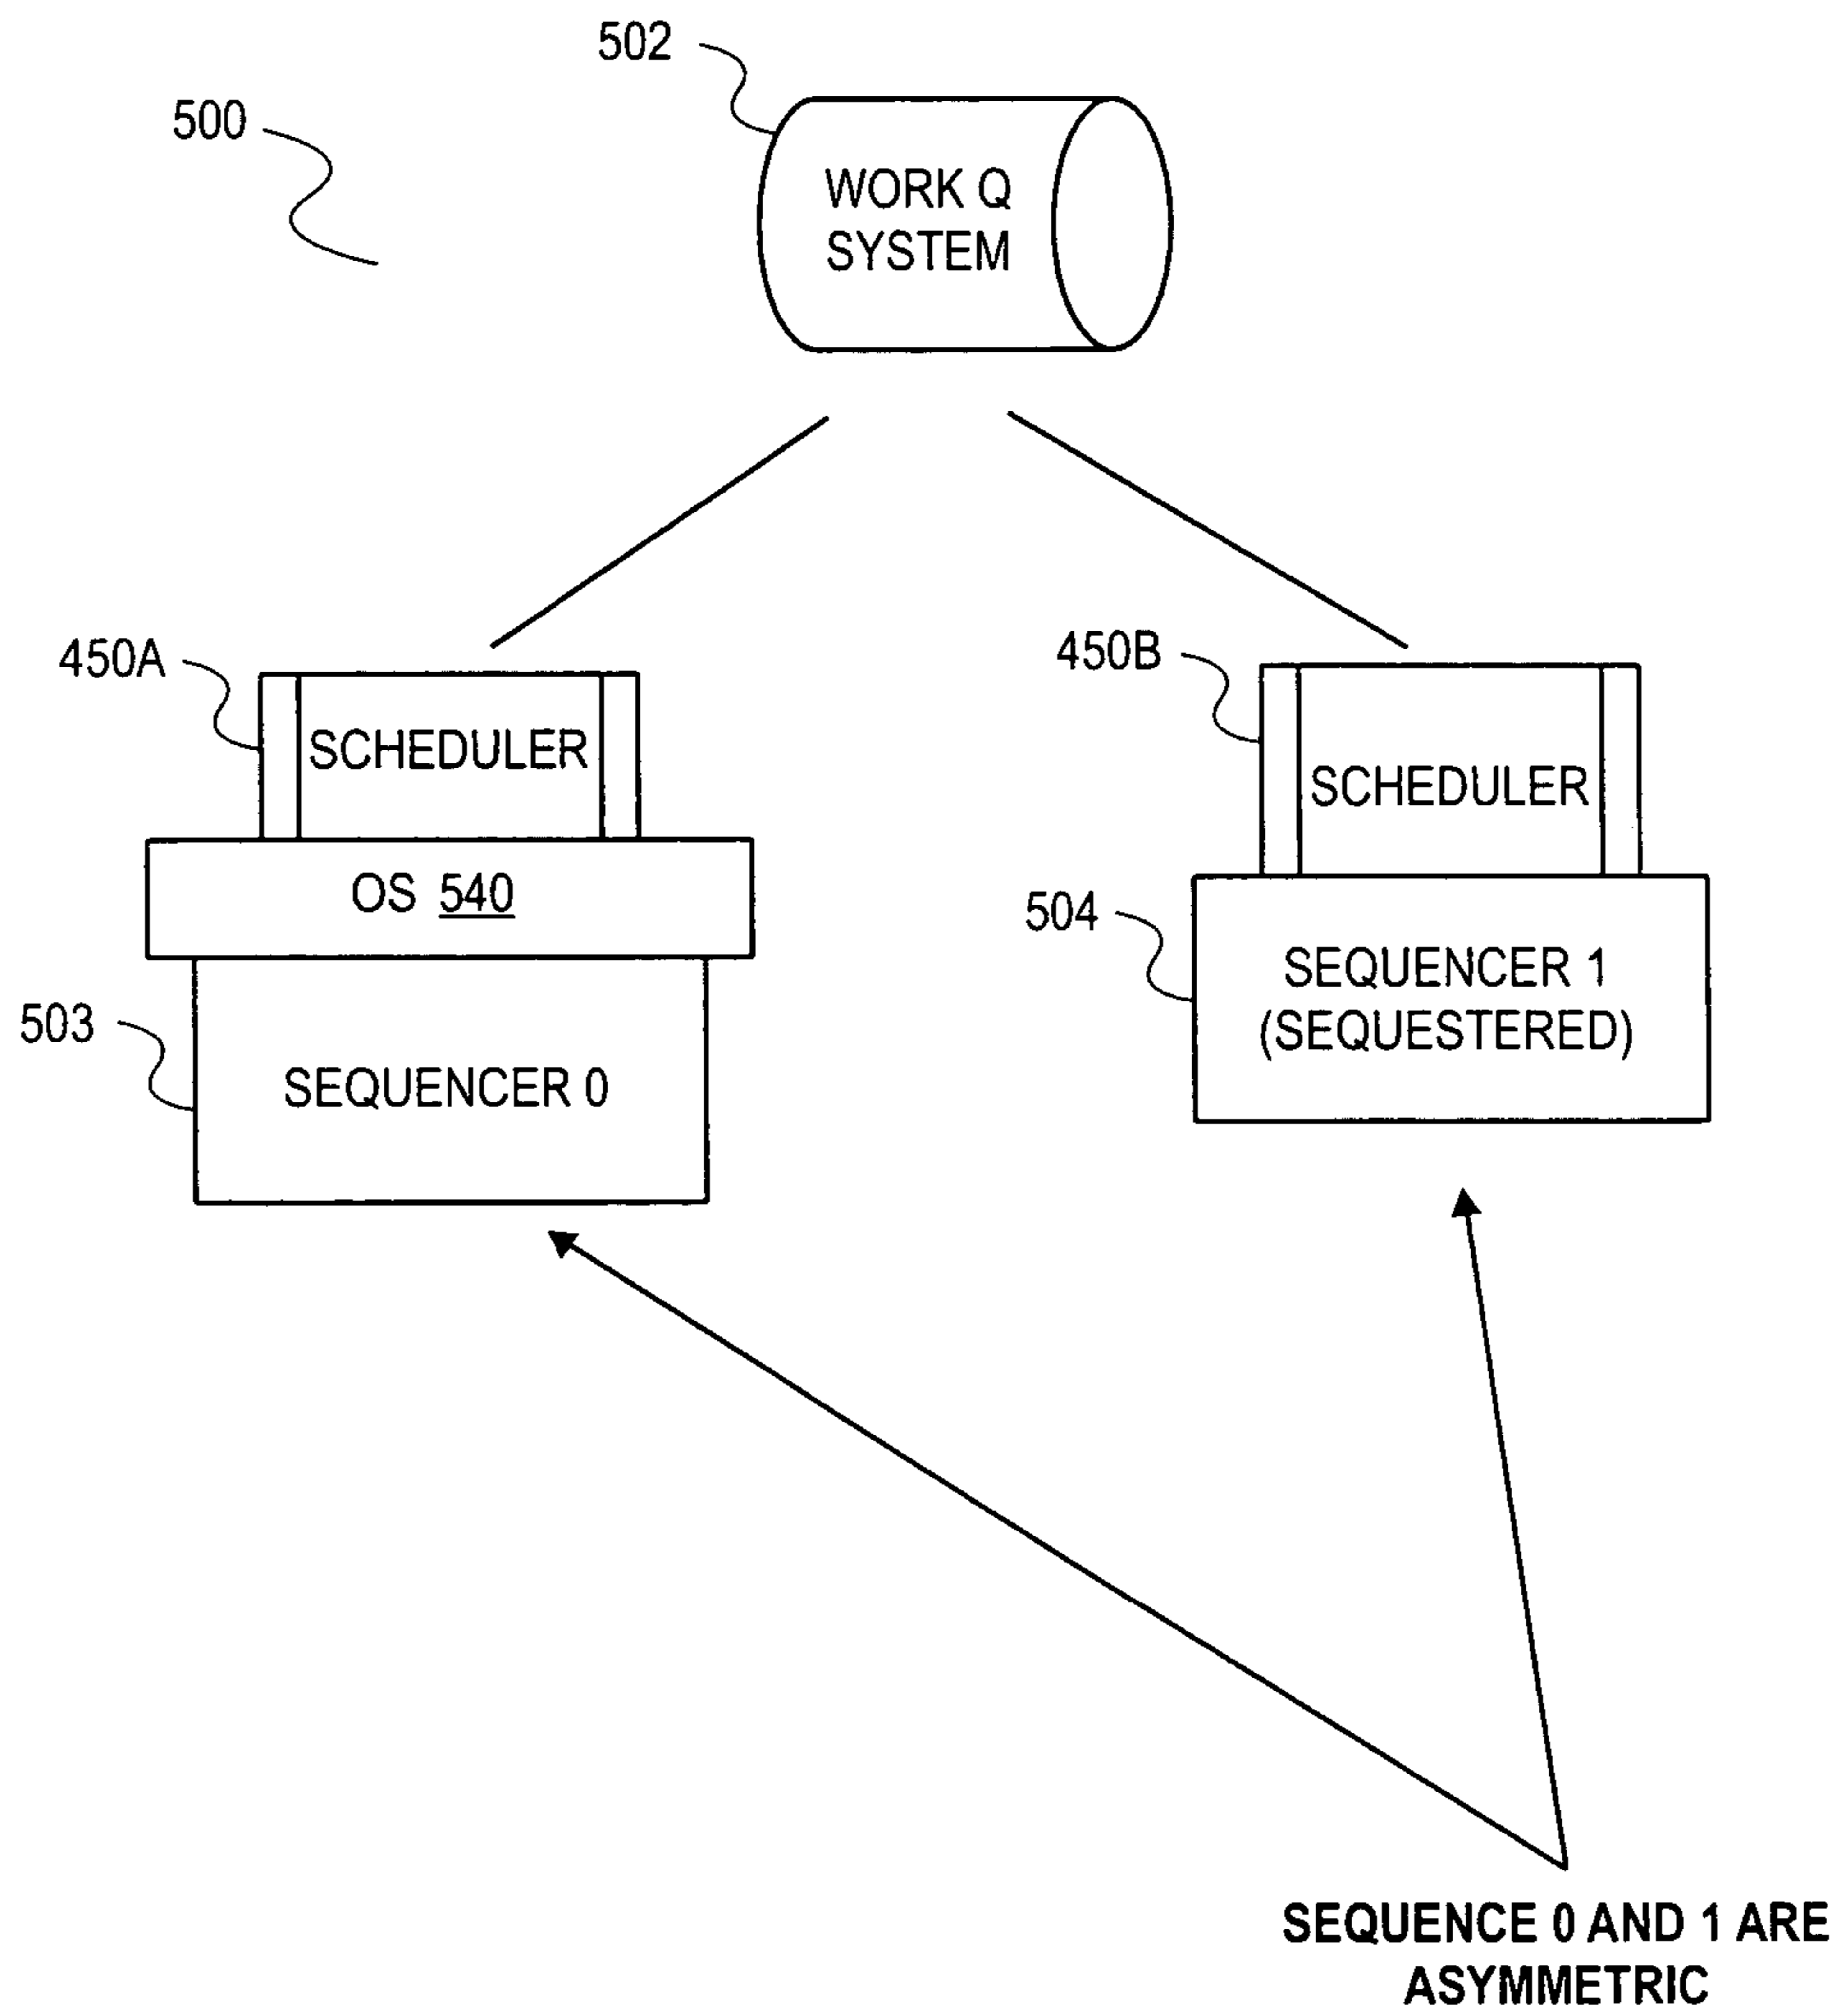 502
500
WORK Q
SYSTEM
450A
SCHEDULER
450B
SCHEDULER
OS 540
504
SEQUENCER 1
(SEQUESTERED)
503
SEQUENCER 0
SEQUENCE 0 AND 1 ARE
ASYMMETRIC